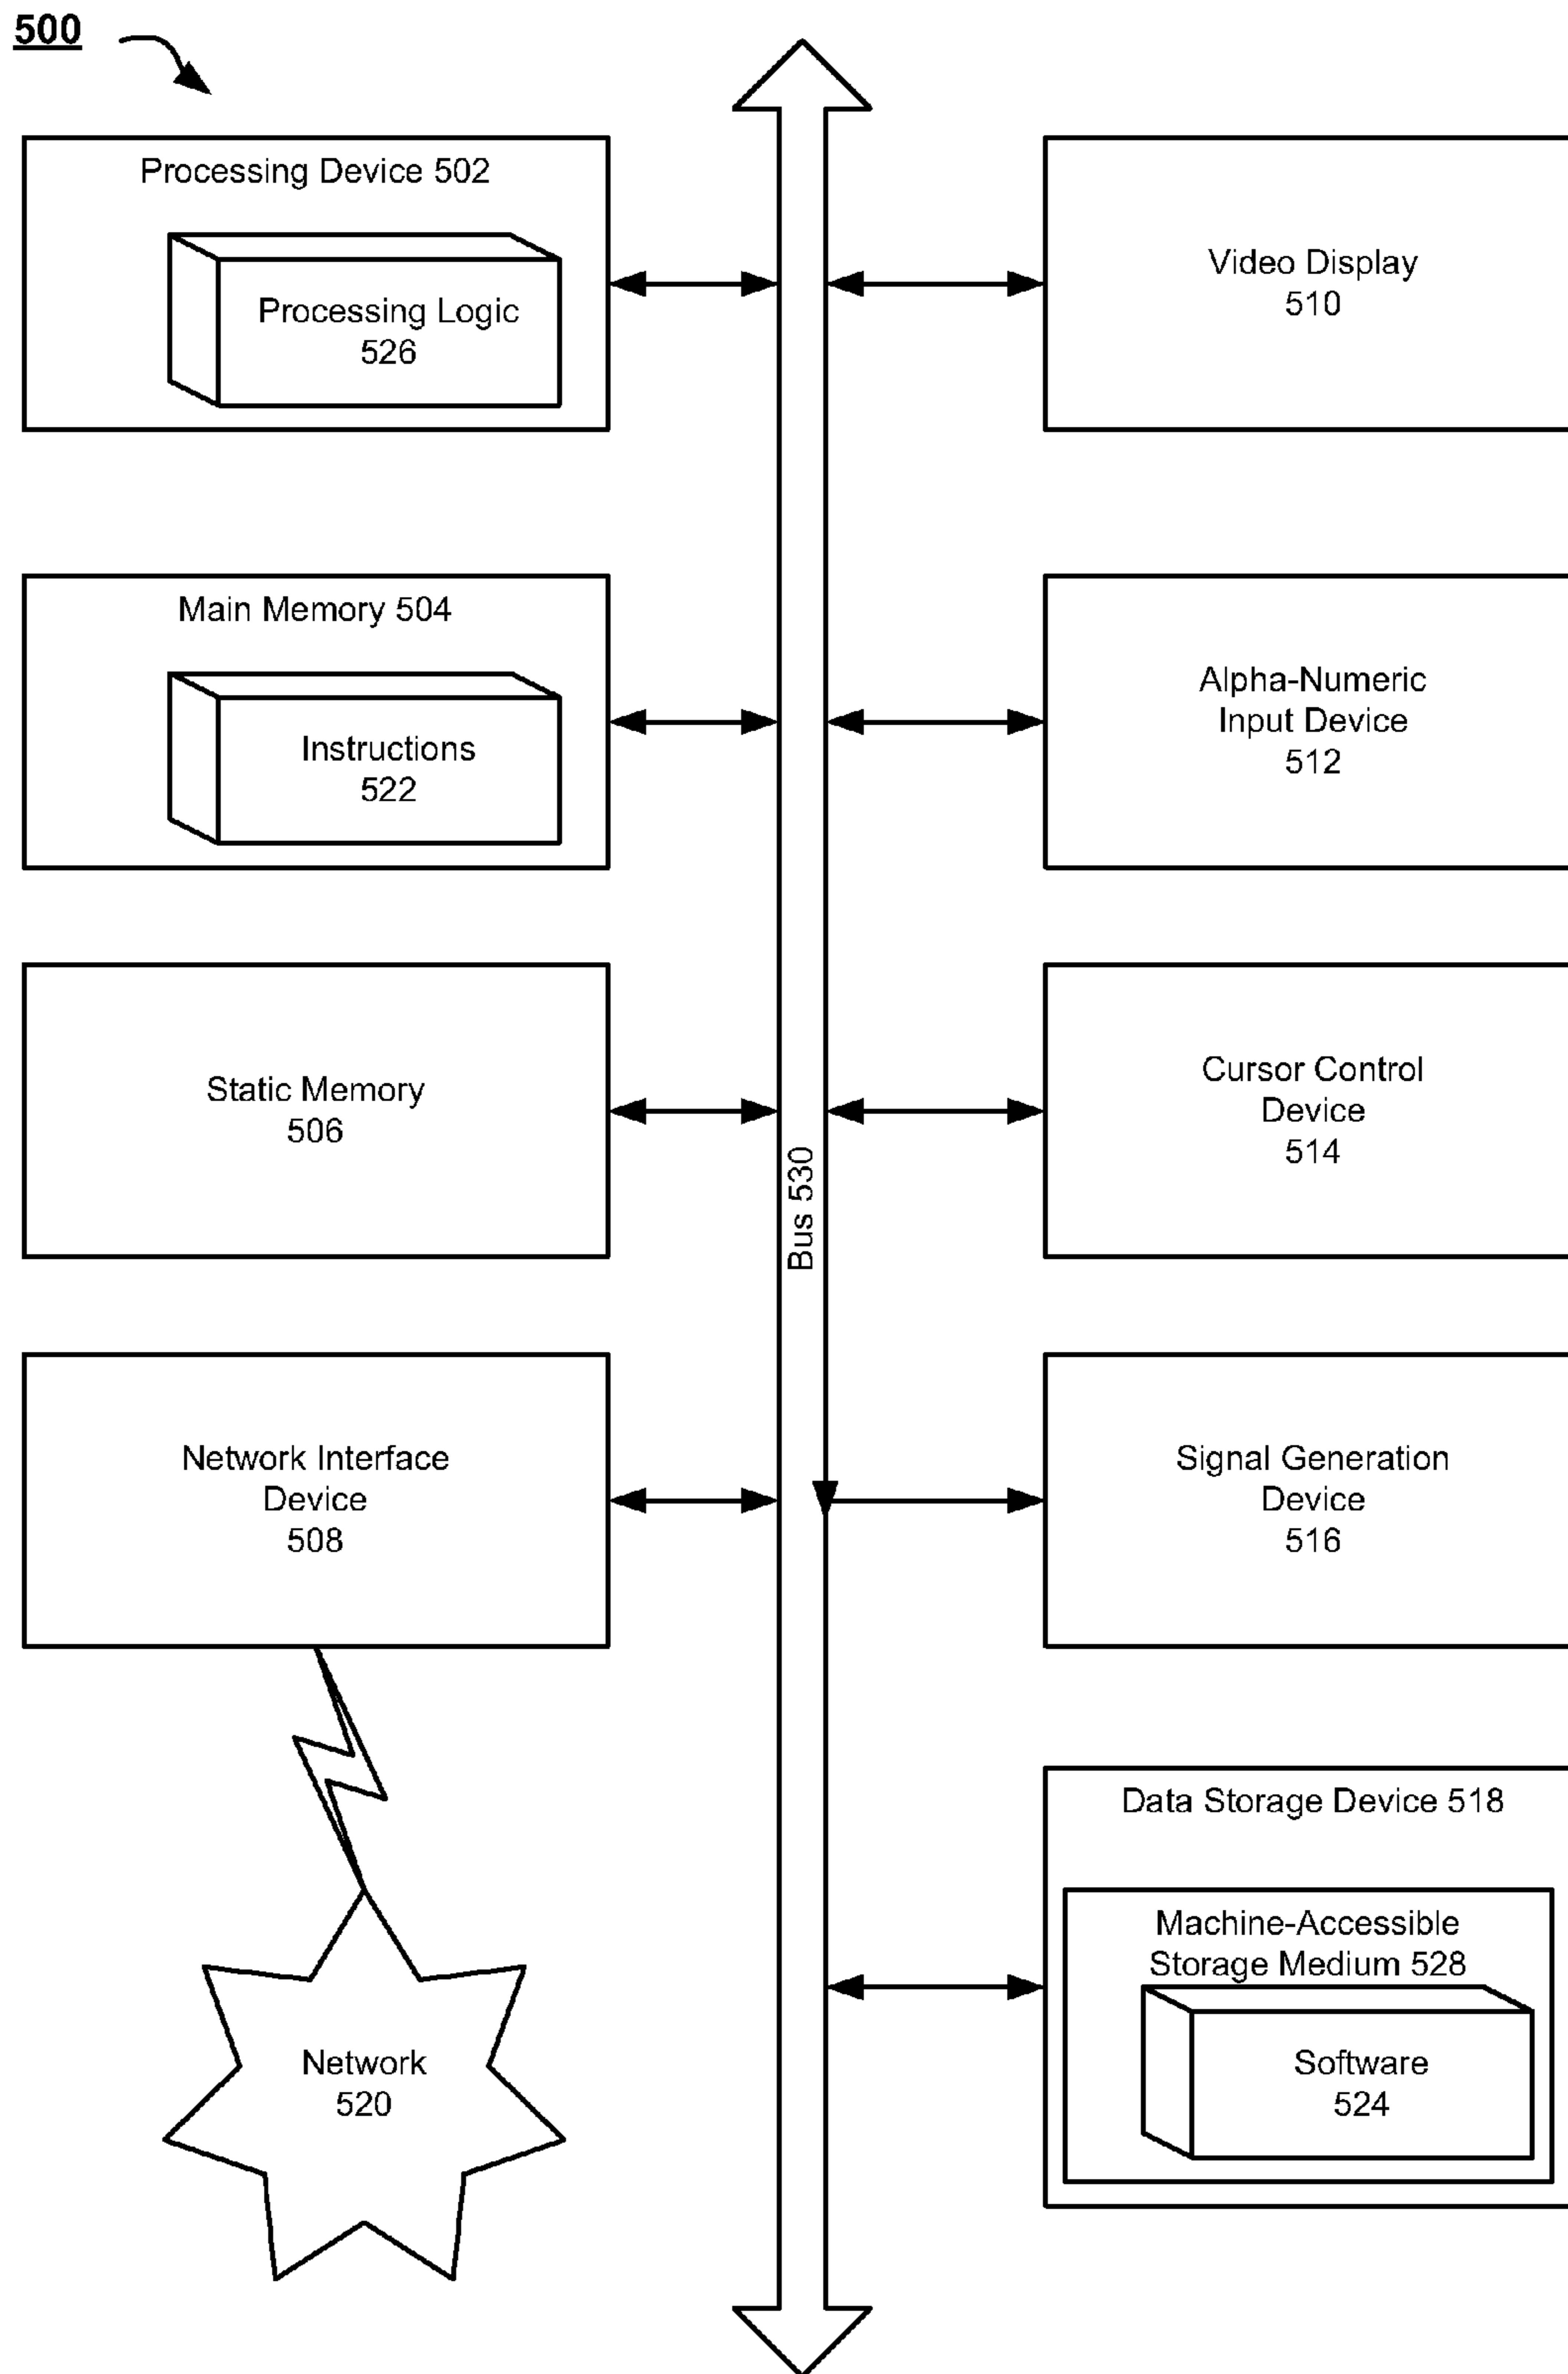 500
Processing Device 502
Processing Logic
526
Video Display
510
Main Memory 504
Instructions
522
Alpha-Numeric
Input Device
512
Static Memory
506
Cursor Control
Device
514
Bus 530
Network Interface
Device
508
Signal Generation
Device
516
Data Storage Device 518
Machine-Accessible
Storage Medium 528
Software
524
Network
520